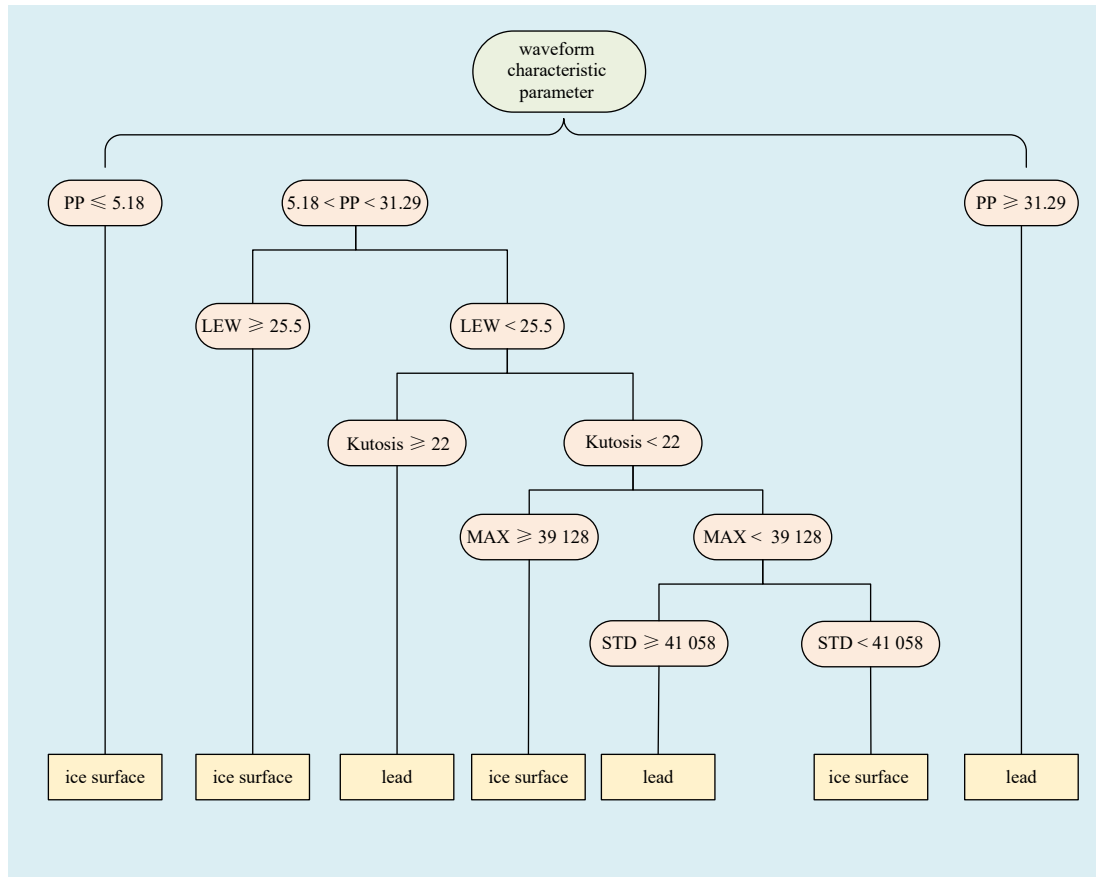 waveform
characteristic
parameter
PP ⩽ 5.18
5.18 < PP < 31.29
PP ⩾ 31.29
LEW ⩾ 25.5
LEW < 25.5
Kutosis ⩾ 22
Kutosis < 22
MAX ⩾ 39 128
MAX < 39 128
STD ⩾ 41 058
STD < 41 058
ice surface
ice surface
lead
ice surface
lead
ice surface
lead